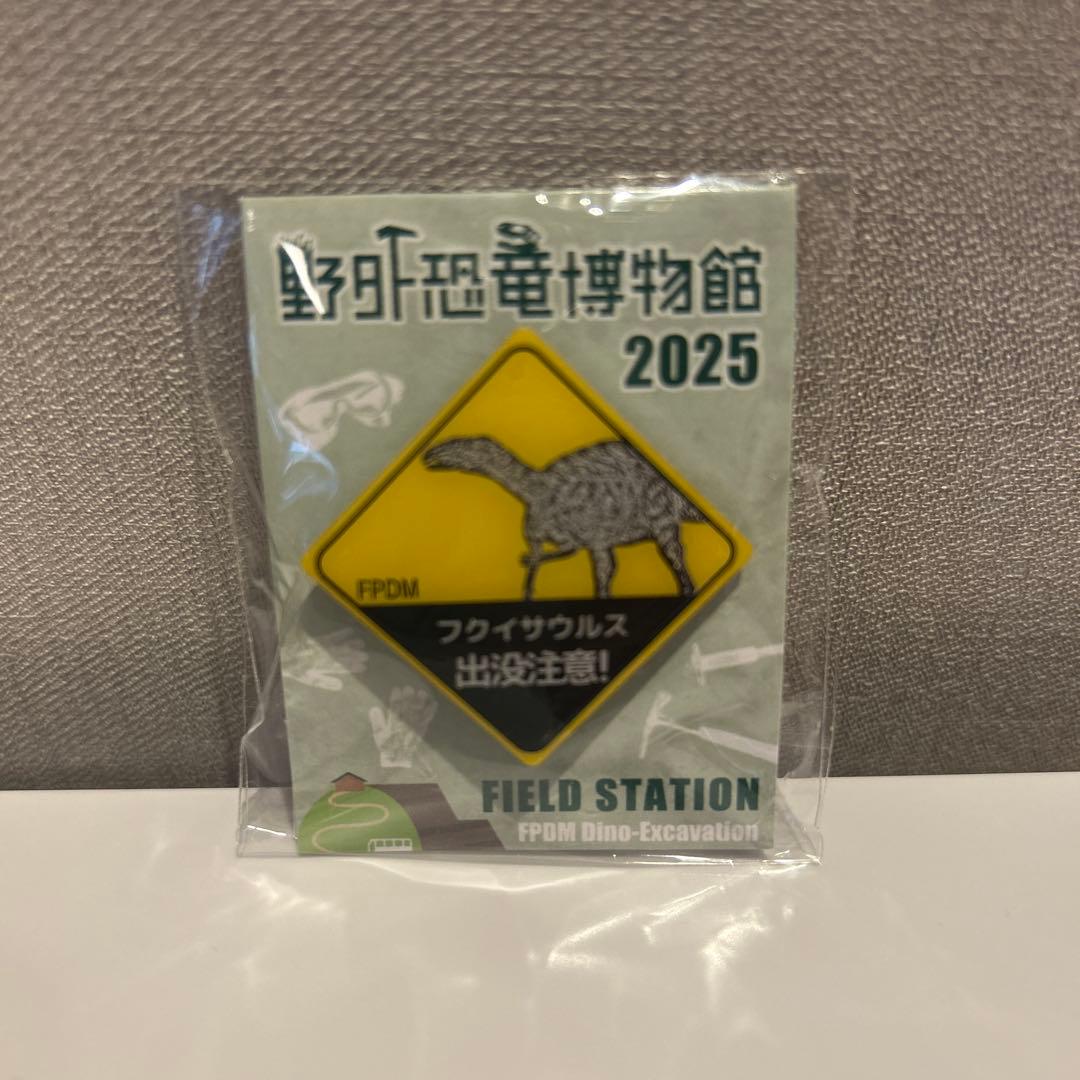 野外恐竜博物館
2025
FPDM
フクイサウルス
出没注意!
FIELD STATION
FPDM Dino-Excavation